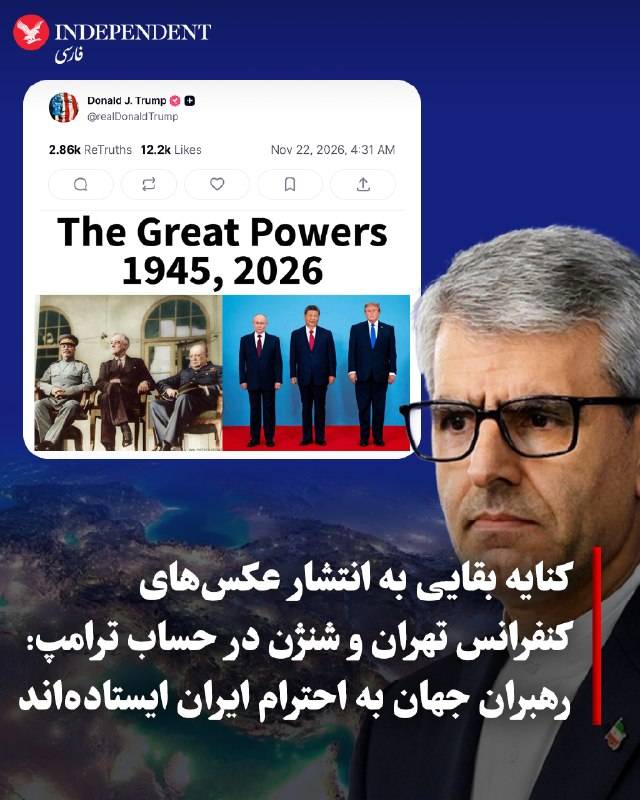 INDEPENDENT
فارسی
Donald J. Trump
@realDonaldTrump
2.86k ReTruths 12.2k Likes Nov 22, 2026, 4:31 AM
The Great Powers
1945, 2026
کنایه بقایی به انتشار عکس‌های
کنفرانس تهران و شنژن در حساب ترامپ:
رهبران جهان به احترام ایران ایستاده‌اند